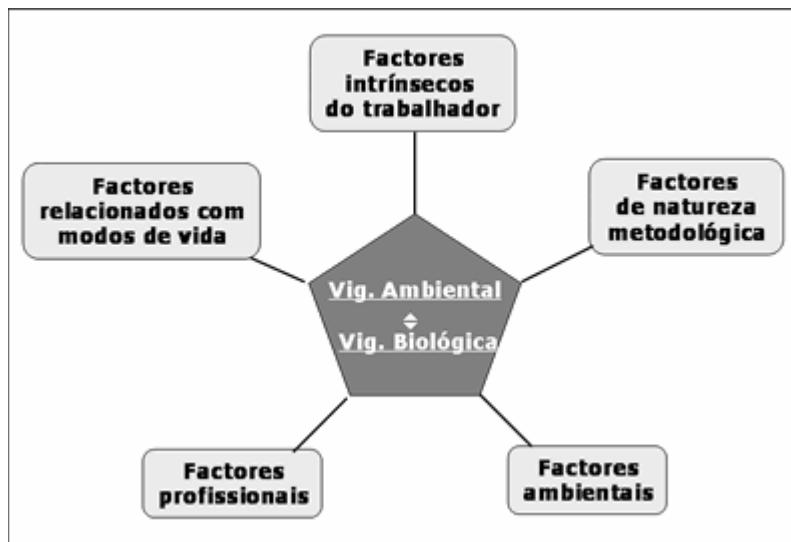 Factores
intrínsecos
do trabalhador
Factores
relacionados com
modos de vida
Factores
de natureza
metodológica
Vig. Ambiental
Vig. Biológica
Factores
profissionais
Factores
ambientais